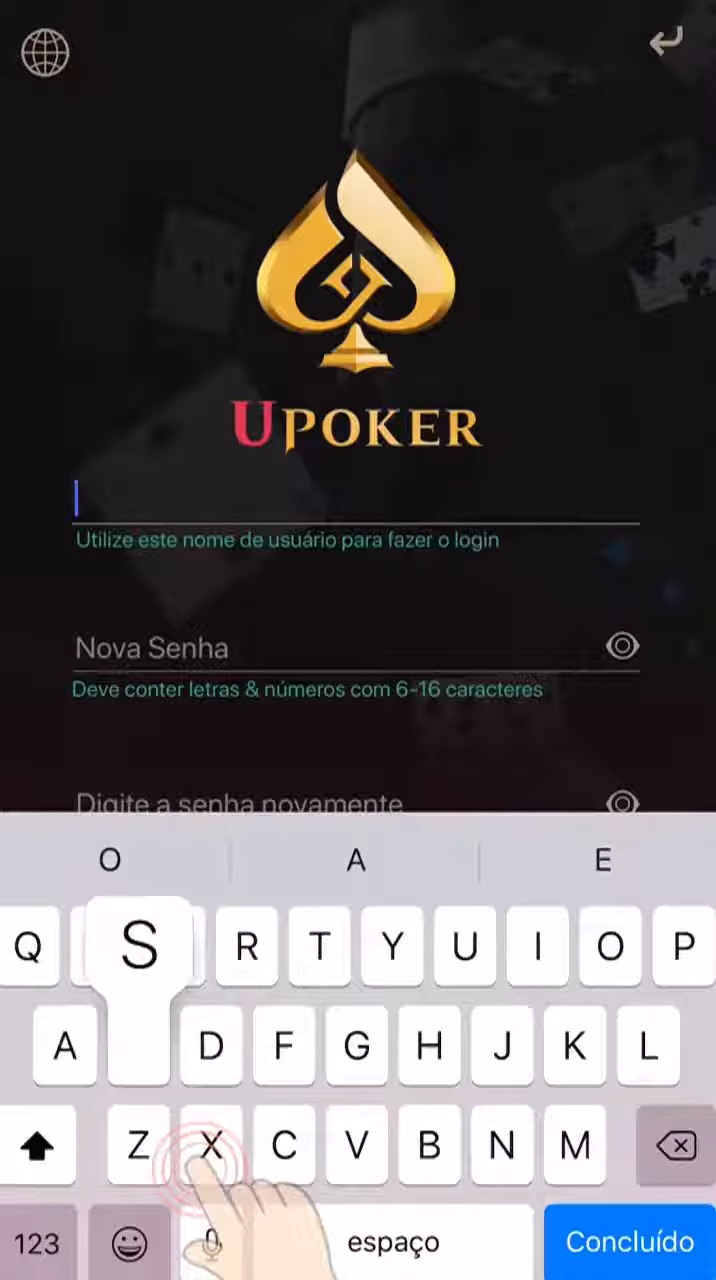 UPOKER
Utilize este nome de usuário para fazer o login
Nova Senha
Deve conter letras & números com 6-16 caracteres
Digite a senha novamente
O A E
Q S R T Y U I O P
A D F G H J K L
Z X C V B N M
123 espaço Concluído